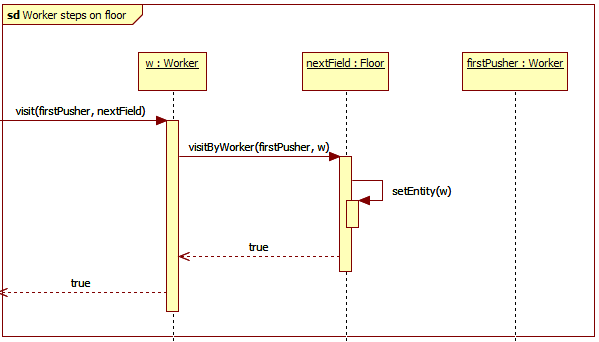 sd Worker steps on floor
w : Worker
nextField : Floor
firstPusher : Worker
visit(firstPusher, nextField)
visitByWorker(firstPusher, w)
setEntity(w)
true
true